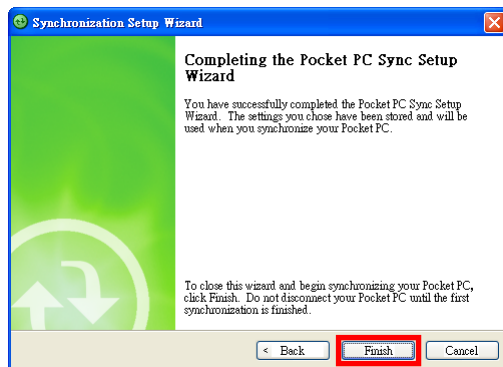 Synchronization Setup Wizard
Completing the Pocket PC Sync Setup
Wizard
You have successfully completed the Pocket PC Sync Setup
Wizard. The settings you chose have been stored and will be
used when you synchronize your Pocket PC.
To close this wizard and begin synchronizing your Pocket PC,
click Finish. Do not disconnect your Pocket PC until the first
synchronization is finished.
< Back Finish Cancel